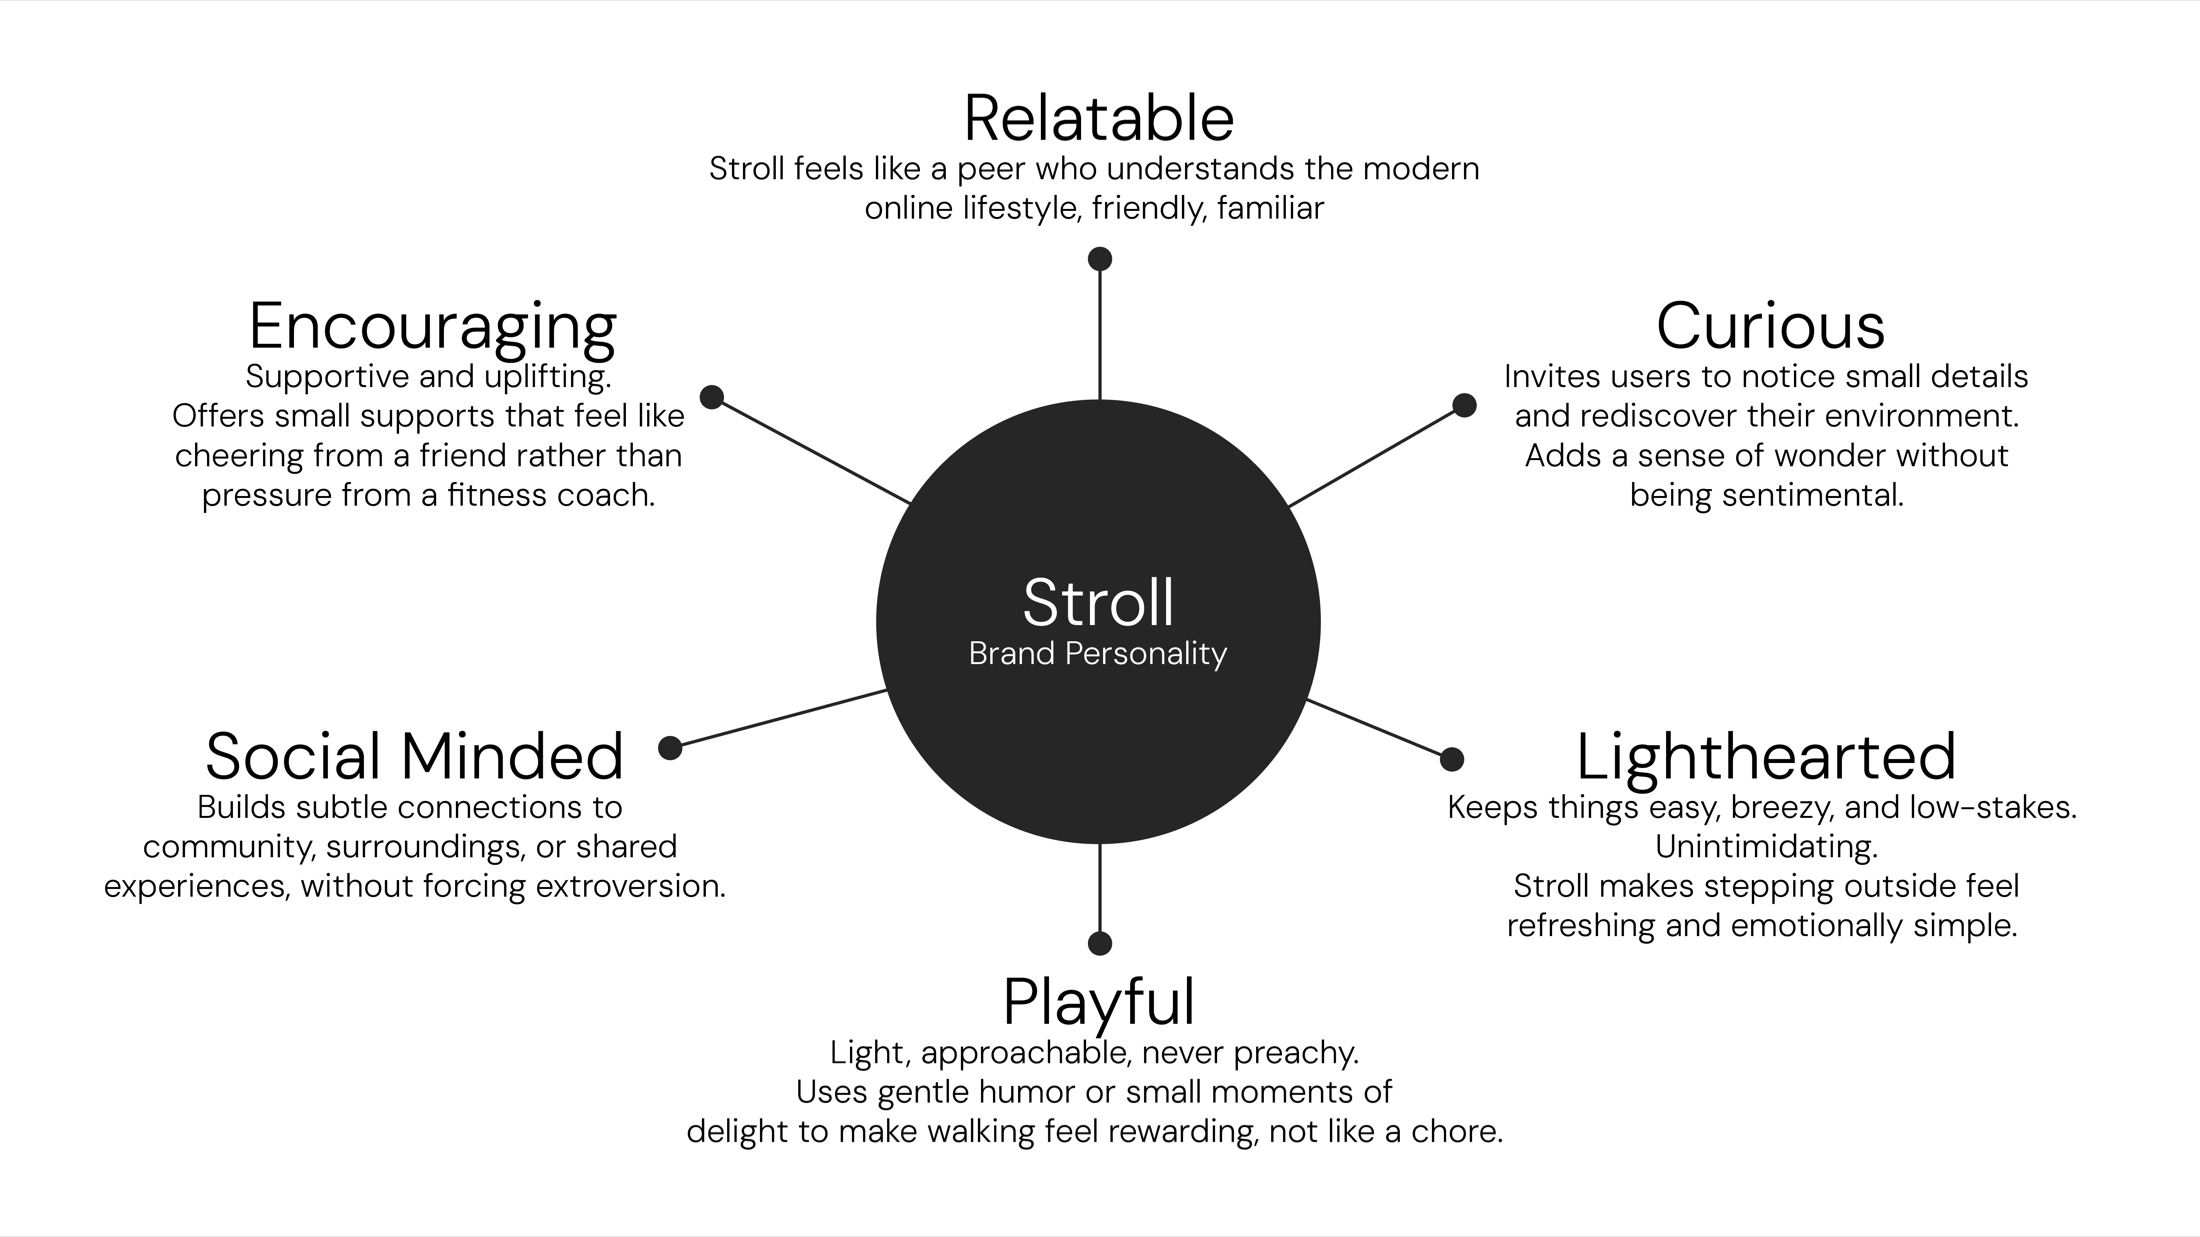 Relatable
Stroll feels like a peer who understands the modern
online lifestyle, friendly, familiar
Encouraging
Supportive and uplifting.
Offers small supports that feel like
cheering from a friend rather than
pressure from a fitness coach.
Curious
Invites users to notice small details
and rediscover their environment.
Adds a sense of wonder without
being sentimental.
Stroll
Brand Personality
Social Minded
Builds subtle connections to
community, surroundings, or shared
experiences, without forcing extroversion.
Lighthearted
Keeps things easy, breezy, and low-stakes.
Unintimidating.
Stroll makes stepping outside feel
refreshing and emotionally simple.
Playful
Light, approachable, never preachy.
Uses gentle humor or small moments of
delight to make walking feel rewarding, not like a chore.